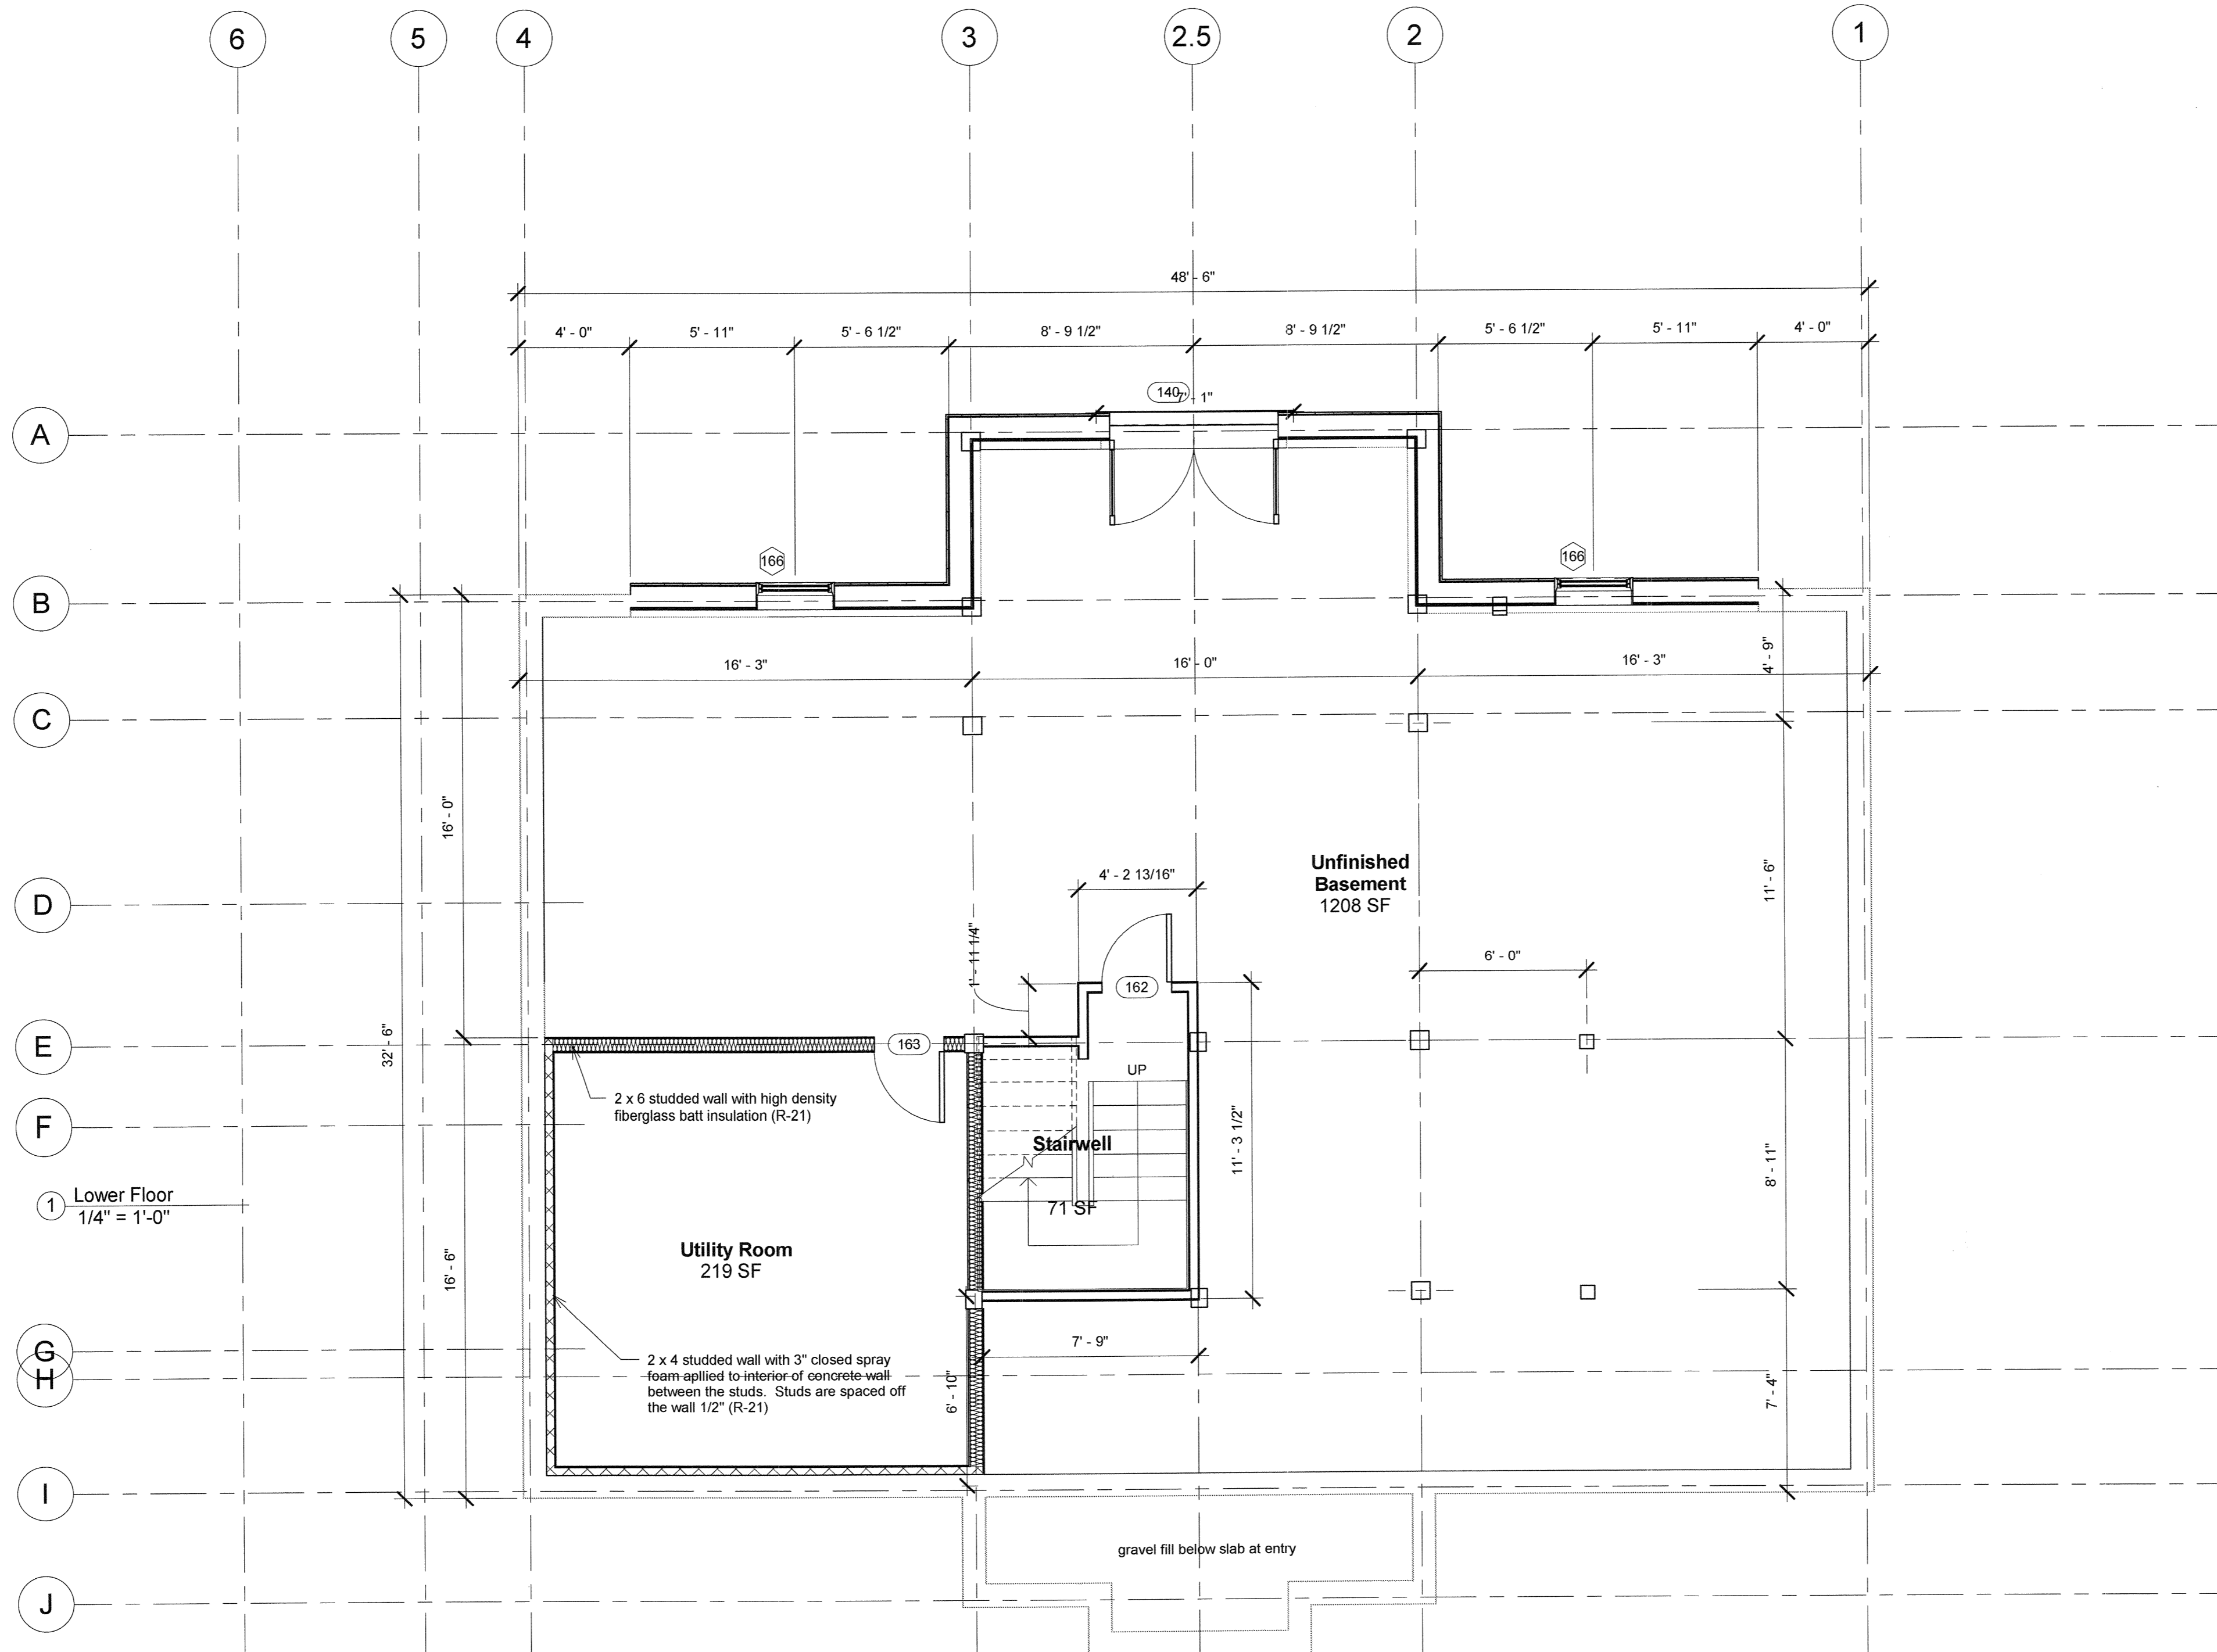 6
5
4
3
2.5
2
1
48' - 6"
4' - 0"
5' - 11"
5' - 6 1/2"
8' - 9 1/2"
8' - 9 1/2"
5' - 6 1/2"
5' - 11"
4' - 0"
140
7' - 1"
A
166
166
B
16' - 3"
16' - 0"
16' - 3"
4' - 9"
C
16' - 0"
Unfinished
Basement
1208 SF
4' - 2 13/16"
11' - 6"
D
1' - 11 1/4"
6' - 0"
162
32' - 6"
E
163
UP
2 x 6 studded wall with high density
fiberglass batt insulation (R-21)
F
Stairwell
71 SF
11' - 3 1/2"
8' - 11"
1
Lower Floor
1/4" = 1'-0"
16' - 6"
Utility Room
219 SF
G
H
7' - 9"
2 x 4 studded wall with 3" closed spray
foam apllied to interior of concrete wall
between the studs. Studs are spaced off
the wall 1/2" (R-21)
6' - 10"
7' - 4"
I
gravel fill below slab at entry
J